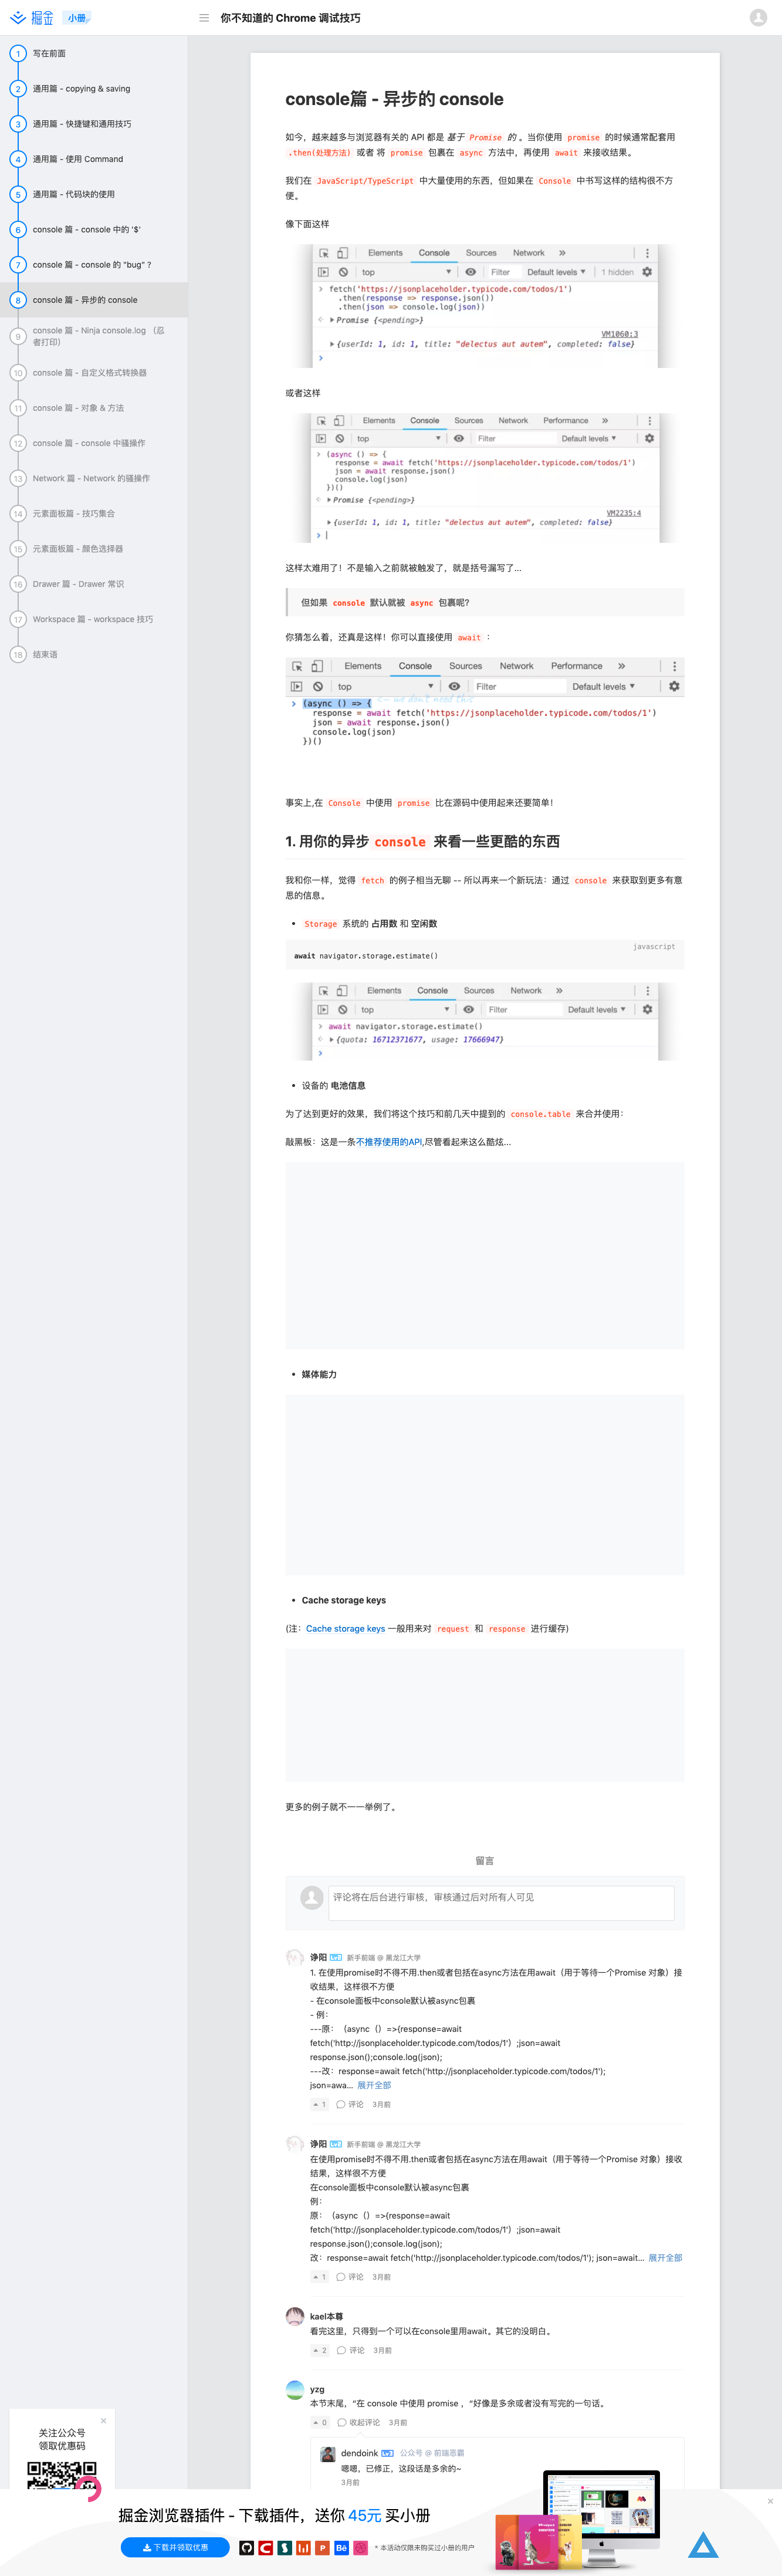 掘金 小册
你不知道的 Chrome 调试技巧
1 写在前面
2 通用篇 - copying & saving
3 通用篇 - 快捷键和通用技巧
4 通用篇 - 使用 Command
5 通用篇 - 代码块的使用
6 console 篇 - console 中的 '$'
7 console 篇 - console 的 "bug" ?
8 console 篇 - 异步的 console
9 console 篇 - Ninja console.log （忍
者打印）
10 console 篇 - 自定义格式转换器
11 console 篇 - 对象 & 方法
12 console 篇 - console 中骚操作
13 Network 篇 - Network 的骚操作
14 元素面板篇 - 技巧集合
15 元素面板篇 - 颜色选择器
16 Drawer 篇 - Drawer 常识
17 Workspace 篇 - workspace 技巧
18 结束语
console篇 - 异步的 console
如今，越来越多与浏览器有关的 API 都是 基于 Promise 的 。当你使用 promise 的时候通常配套用
.then(处理方法) 或者 将 promise 包裹在 async 方法中，再使用 await 来接收结果。
我们在 JavaScript/TypeScript 中大量使用的东西，但如果在 Console 中书写这样的结构很不方
便。
像下面这样
Elements Console Sources Network »
top Filter Default levels ▼ 1 hidden
fetch('https://jsonplaceholder.typicode.com/todos/1')
.then(response => response.json())
.then(json => console.log(json))
Promise {<pending>}
VM1060:3
{userId: 1, id: 1, title: "delectus aut autem", completed: false}
或者这样
Elements Console Sources Network Performance »
top Filter Default levels ▼
(async () => {
response = await fetch('https://jsonplaceholder.typicode.com/todos/1')
json = await response.json()
console.log(json)
})()
Promise {<pending>}
VM2235:4
{userId: 1, id: 1, title: "delectus aut autem", completed: false}
这样太难用了！不是输入之前就被触发了，就是括号漏写了...
但如果 console 默认就被 async 包裹呢?
你猜怎么着，还真是这样！你可以直接使用 await ：
Elements Console Sources Network Performance »
top Filter Default levels ▼
(async () => { <-- we don't need this
response = await fetch('https://jsonplaceholder.typicode.com/todos/1')
json = await response.json()
console.log(json)
})()
事实上,在 Console 中使用 promise 比在源码中使用起来还要简单!
1. 用你的异步 console 来看一些更酷的东西
我和你一样，觉得 fetch 的例子相当无聊 -- 所以再来一个新玩法：通过 console 来获取到更多有意
思的信息。
• Storage 系统的 占用数 和 空闲数
javascript
await navigator.storage.estimate()
Elements Console Sources Network »
top Filter Default levels ▼
await navigator.storage.estimate()
{quota: 16712371677, usage: 17666947}
• 设备的 电池信息
为了达到更好的效果，我们将这个技巧和前几天中提到的 console.table 来合并使用：
敲黑板：这是一条不推荐使用的API,尽管看起来这么酷炫...
• 媒体能力
• Cache storage keys
(注：Cache storage keys 一般用来对 request 和 response 进行缓存)
更多的例子就不一一举例了。
留言
评论将在后台进行审核，审核通过后对所有人可见
诤阳 新手前端 @ 黑龙江大学
1. 在使用promise时不得不用.then或者包括在async方法在用await（用于等待一个Promise 对象）接
收结果，这样很不方便
- 在console面板中console默认被async包裹
- 例：
---原：（async（）=>{response=await
fetch('http://jsonplaceholder.typicode.com/todos/1'）;json=await
response.json();console.log(json);
---改：response=await fetch('http://jsonplaceholder.typicode.com/todos/1');
json=awa... 展开全部
1 评论 3月前
诤阳 新手前端 @ 黑龙江大学
在使用promise时不得不用.then或者包括在async方法在用await（用于等待一个Promise 对象）接收
结果，这样很不方便
在console面板中console默认被async包裹
例：
原：（async（）=>{response=await
fetch('http://jsonplaceholder.typicode.com/todos/1'）;json=await
response.json();console.log(json);
改：response=await fetch('http://jsonplaceholder.typicode.com/todos/1'); json=await... 展开全部
1 评论 3月前
kael本尊
看完这里，只得到一个可以在console里用await。其它的没明白。
2 评论 3月前
yzg
本节末尾，“在 console 中使用 promise ，”好像是多余或者没有写完的一句话。
0 收起评论 3月前
dendoink 公众号 @ 前端恶霸
嗯嗯，已修正，这段话是多余的~
3月前
关注公众号
领取优惠码
掘金浏览器插件 - 下载插件，送你 45元 买小册
下载并领取优惠
* 本活动仅限未购买过小册的用户